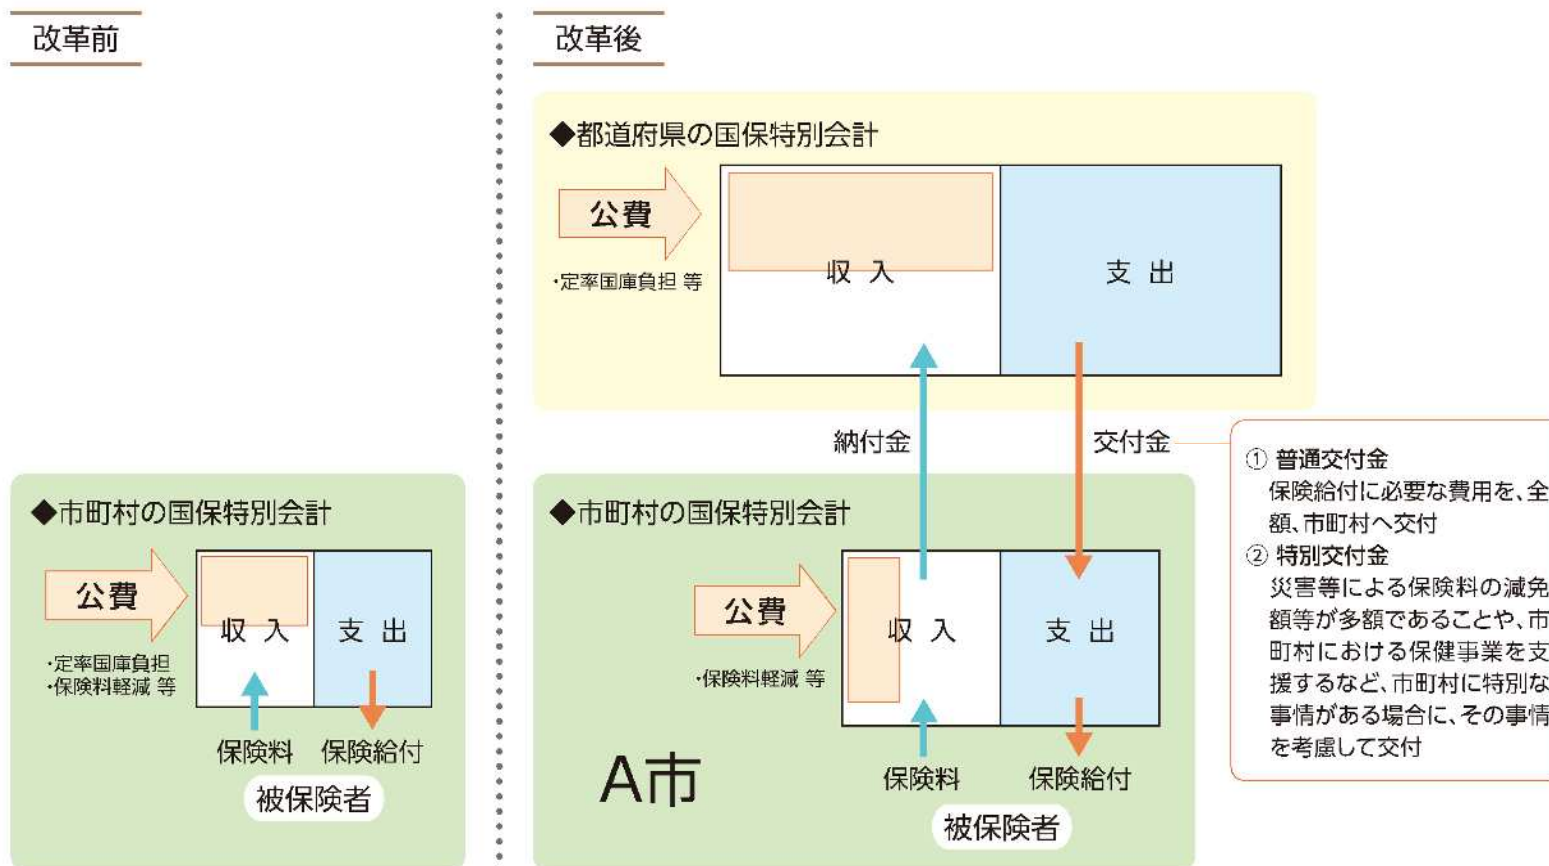 改革前
◆市町村の国保特別会計
公費
・定率国庫負担
・保険料軽減 等
収 入
支 出
保険料
保険給付
被保険者
改革後
◆都道府県の国保特別会計
公費
・定率国庫負担 等
収 入
支 出
納付金
交付金
① 普通交付金
保険給付に必要な費用を、全
額、市町村へ交付
② 特別交付金
災害等による保険料の減免
額等が多額であることや、市
町村における保健事業を支
援するなど、市町村に特別な
事情がある場合に、その事情
を考慮して交付
◆市町村の国保特別会計
公費
・保険料軽減 等
収 入
支 出
A市
保険料
保険給付
被保険者